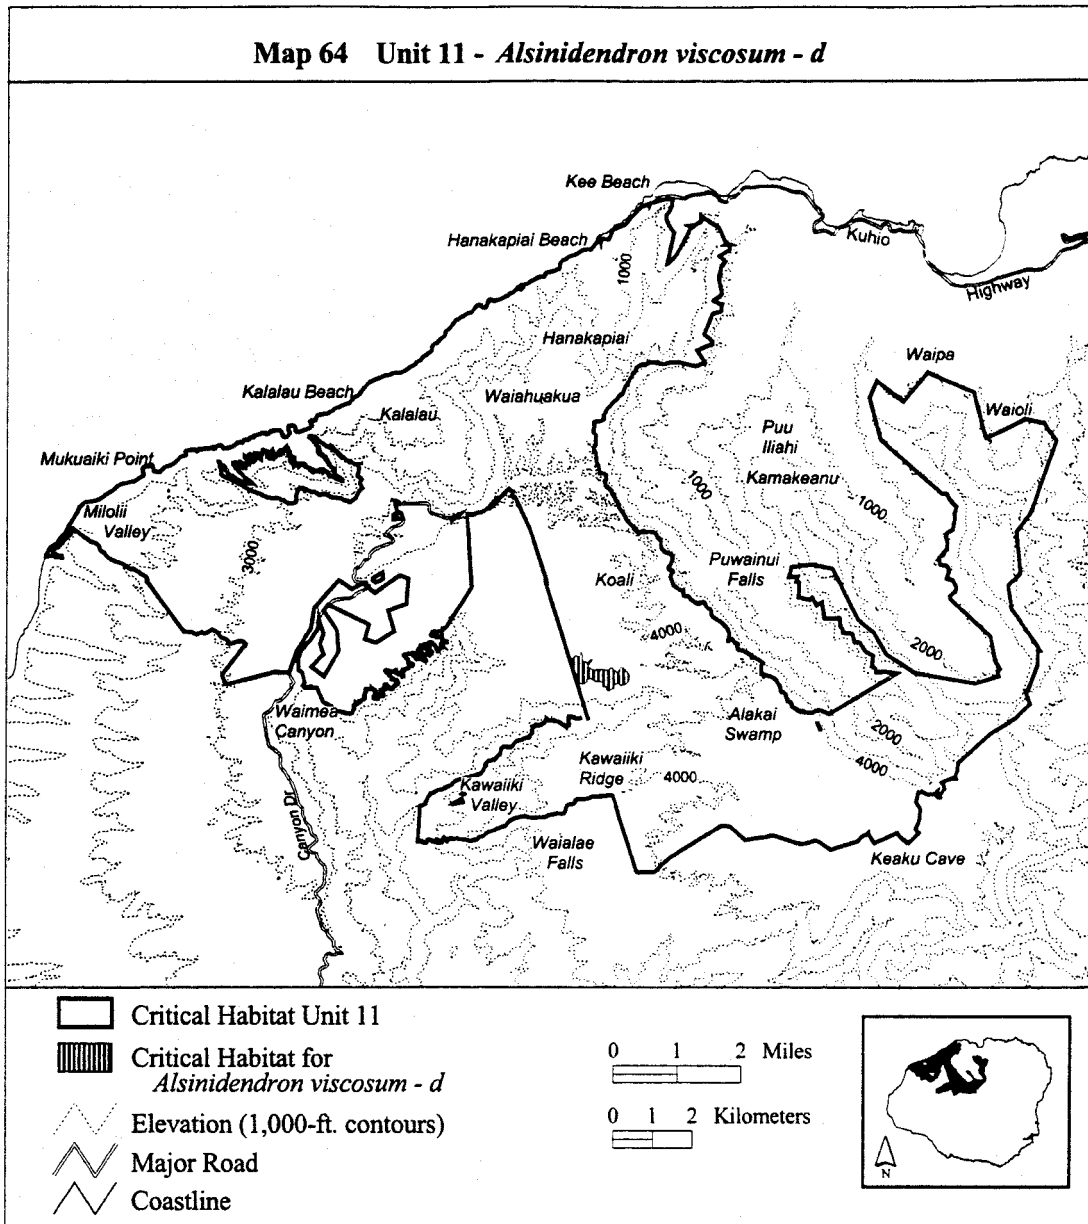 Map 64 Unit 11 - Alsinidendron viscosum - d
Kee Beach
Hanakapiai Beach
Kuhio
Highway
1000
Hanakapiai
Waipa
Kalalau Beach
Kalalau
Waiahuakua
Waioli
Mukuaiki Point
Puu
Iliahi
Kamakeanu
1000
1000
Milolii
Valley
3000
Koali
Puwainui
Falls
4000
2000
Waimea
Canyon
Alakai
Swamp
2000
4000
Kawaiiki
Ridge
4000
Kawaiiki
Valley
Canyon Dr
Waialae
Falls
Keaku Cave
Critical Habitat Unit 11
Critical Habitat for
Alsinidendron viscosum - d
Elevation (1,000-ft. contours)
Major Road
Coastline
0 1 2 Miles
0 1 2 Kilometers
N